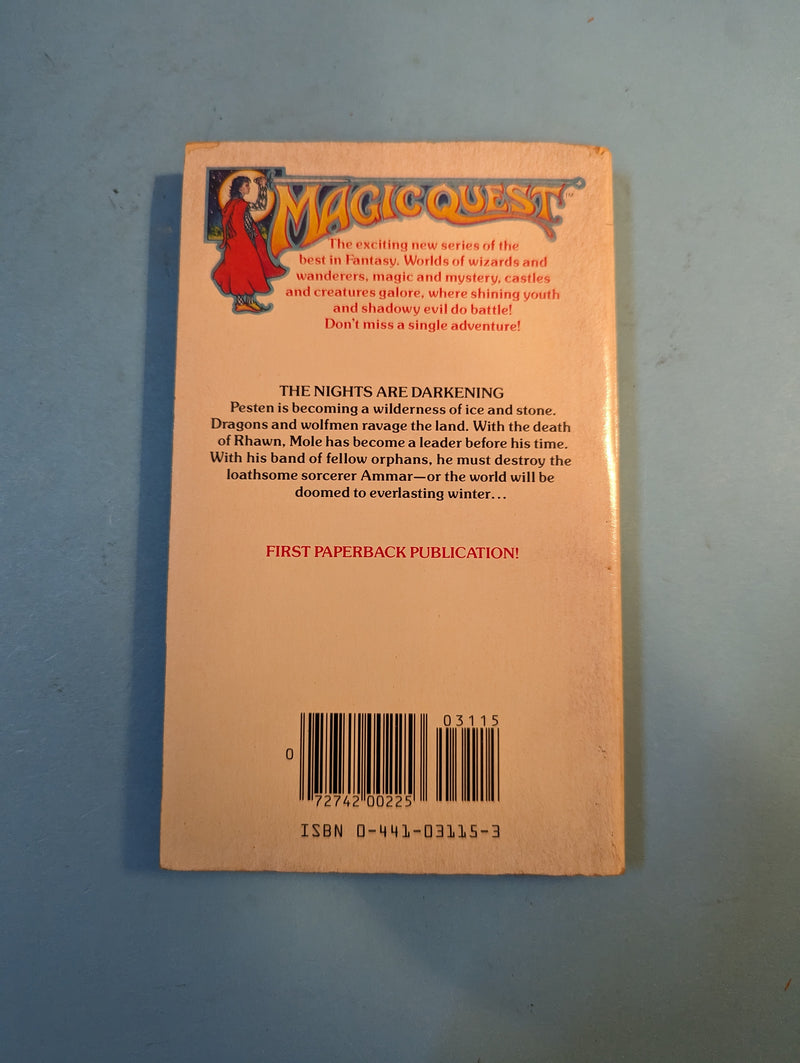 MAGICQUEST™
The exciting new series of the
best in Fantasy. Worlds of wizards and
wanderers, magic and mystery, castles
and creatures galore, where shining youth
and shadowy evil do battle!
Don't miss a single adventure!
THE NIGHTS ARE DARKENING
Pesten is becoming a wilderness of ice and stone.
Dragons and wolfmen ravage the land. With the death
of Rhawn, Mole has become a leader before his time.
With his band of fellow orphans, he must destroy the
loathsome sorcerer Ammar—or the world will be
doomed to everlasting winter...
FIRST PAPERBACK PUBLICATION!
03115
0
72742 00225
ISBN 0-441-03115-3